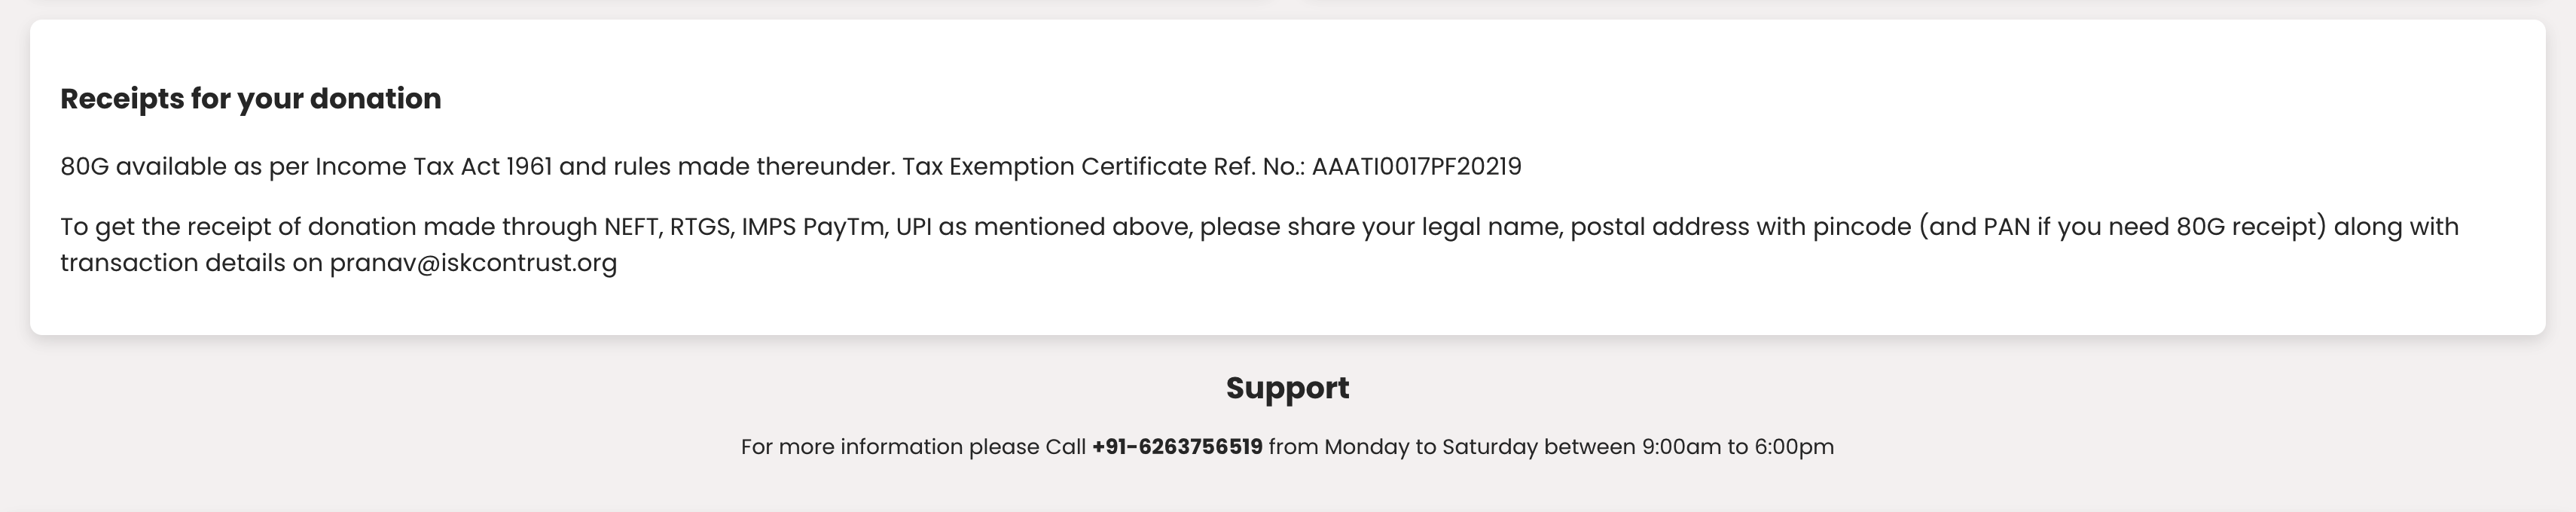 Receipts for your donation
80G available as per Income Tax Act 1961 and rules made thereunder. Tax Exemption Certificate Ref. No.: AAATI0017PF20219
To get the receipt of donation made through NEFT, RTGS, IMPS PayTm, UPI as mentioned above, please share your legal name, postal address with pincode (and PAN if you need 80G receipt) along with
transaction details on pranav@iskcontrust.org
Support
For more information please Call +91-6263756519 from Monday to Saturday between 9:00am to 6:00pm